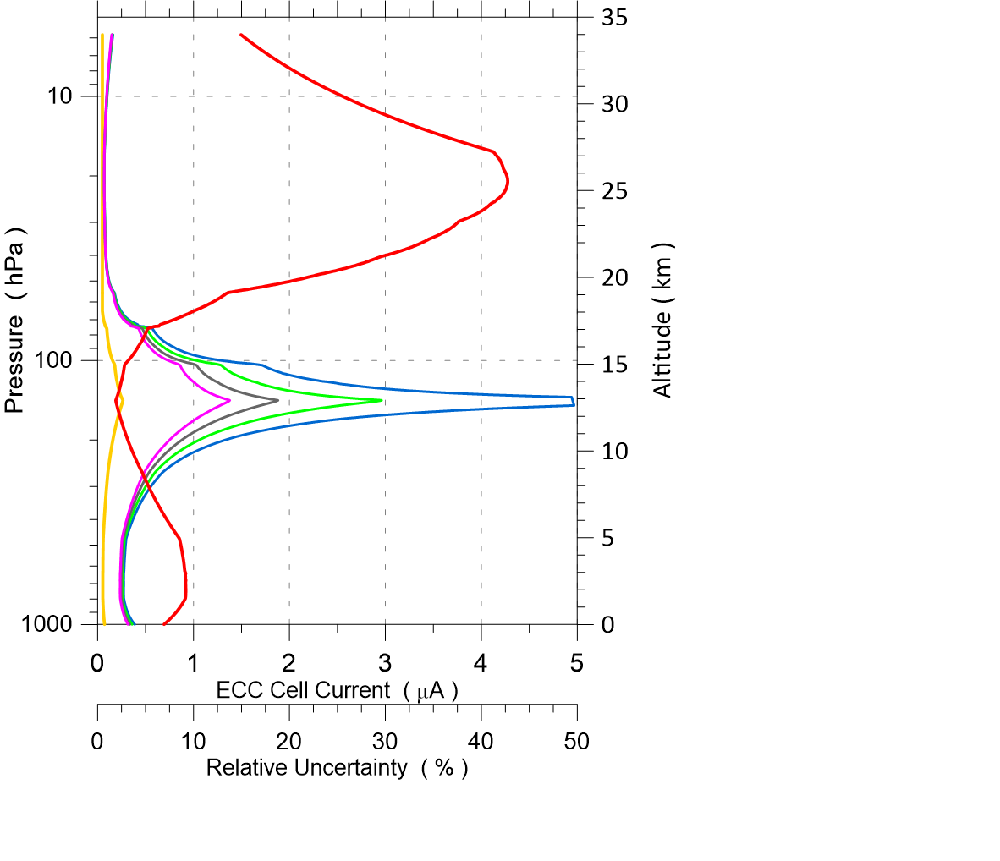 35
10
30
25
Pressure ( hPa )
20
Altitude ( km )
100
15
10
5
1000
0
0 1 2 3 4 5
ECC Cell Current ( μA )
0 10 20 30 40 50
Relative Uncertainty ( % )